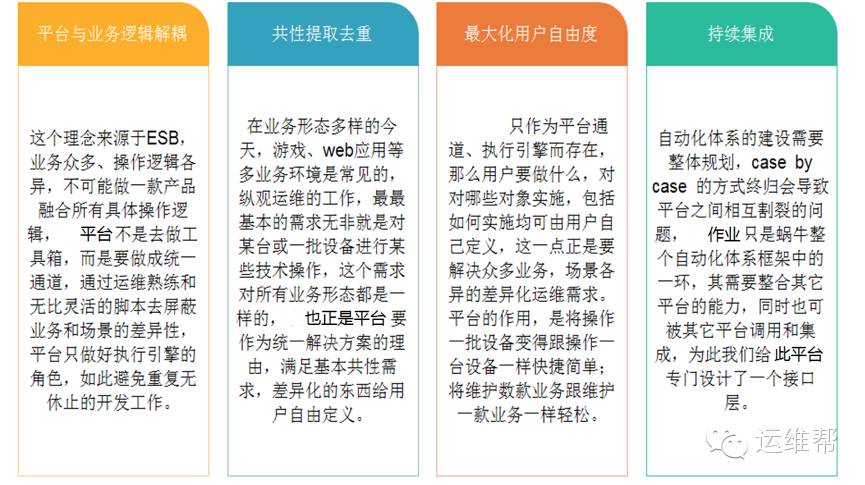 平台与业务逻辑解耦
这个理念来源于ESB，
业务众多、操作逻辑各
异，不可能做一款产品
融合所有具体操作逻
辑， 平台不是去做工
具箱，而是要做成统一
通道，通过运维熟练和
无比灵活的脚本去屏蔽
业务和场景的差异性，
平台只做好执行引擎的
角色，如此避免重复无
休止的开发工作。
共性提取去重
在业务形态多样的今
天，游戏、web应用等
多业务环境是常见的，
纵观运维的工作，最最
基本的需求无非就是对
某台或一批设备进行某
些技术操作，这个需求
对所有业务形态都是一
样的， 也正是平台 要
作为统一解决方案的理
由，满足基本共性需
求，差异化的东西给用
户自由定义。
最大化用户自由度
只作为平台通
道、执行引擎而存在，
那么用户要做什么，对
对哪些对象实施，包括
如何实施均可由用户自
己定义，这一点正是要
解决众多业务，场景各
异的差异化运维需求。
平台的作用，是将操作
一批设备变得跟操作一
台设备一样快捷简单；
将维护数款业务跟维护
一款业务一样轻松。
持续集成
自动化体系的建设需要
整体规划，case by
case 的方式终归会导致
平台之间相互割裂的问
题， 作业 只是蜗牛整
个自动化体系框架中的
一环，其需要整合其它
平台的能力，同时也可
被其它平台调用和集
成，为此我们给 此平台
专门设计了一个接口
层。
运维帮